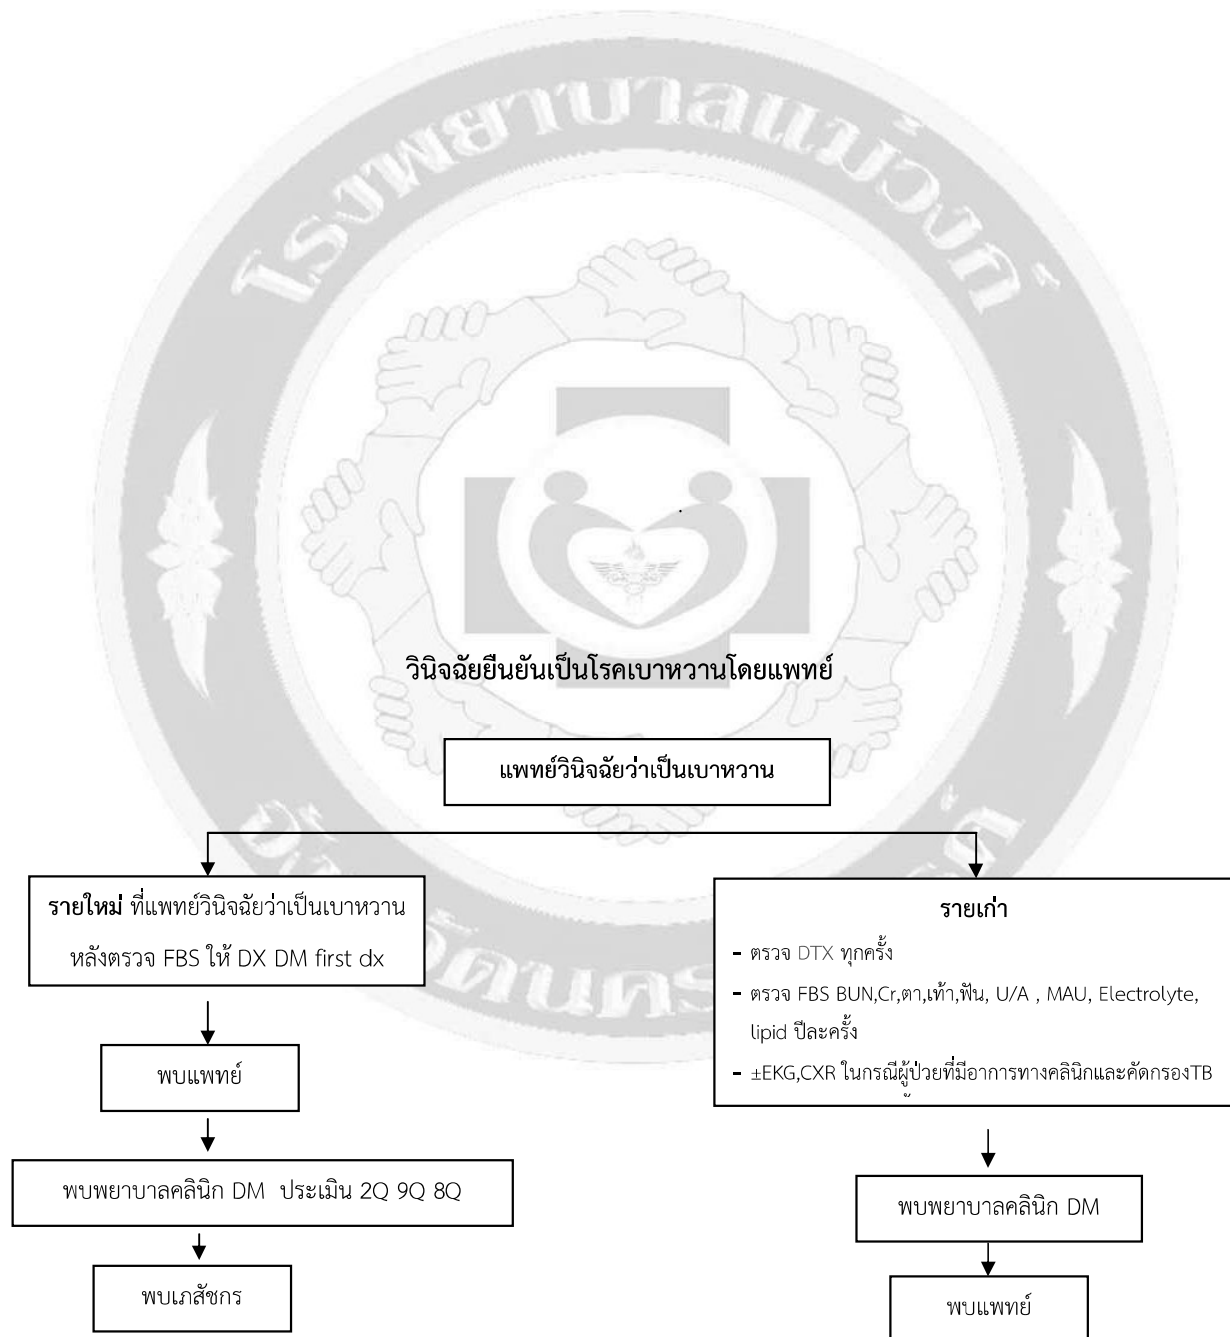 โรงพยาบาลแม่วงก์
วินิจฉัยยืนยันเป็นโรคเบาหวานโดยแพทย์
แพทย์วินิจฉัยว่าเป็นเบาหวาน
รายใหม่ ที่แพทย์วินิจฉัยว่าเป็นเบาหวาน
หลังตรวจ FBS ให้ DX DM first dx
พบแพทย์
พบพยาบาลคลินิก DM ประเมิน 2Q 9Q 8Q
พบเภสัชกร
รายเก่า
- ตรวจ DTX ทุกครั้ง
- ตรวจ FBS BUN,Cr,ตา,เท้า,ฟัน, U/A , MAU, Electrolyte,
lipid ปีละครั้ง
- ±EKG,CXR ในกรณีผู้ป่วยที่มีอาการทางคลินิกและคัดกรองTB
พบพยาบาลคลินิก DM
พบแพทย์